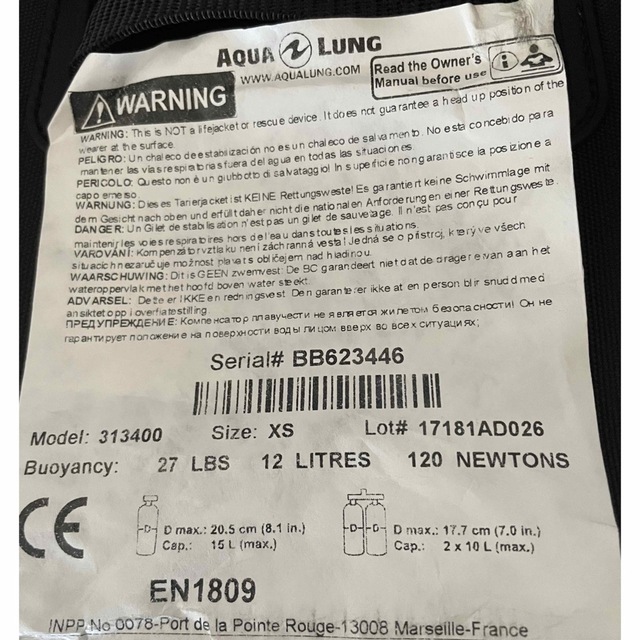 AQUA LUNG
WWW.AQUALUNG.COM
Read the Owner's
Manual before use
WARNING
WARNING: This is NOT a lifejacket or rescue device. It does not guarantee a head up position of the
wearer at the surface.
PELIGRO: Un chaleco de estabilización no es un chaleco de salvamento. No esta concebido para
mantener las vias respiratorias fuera del agua en todas las situaciones
PERICOLO: Questo non è un giubbotto di salvataggio! In superficie non garantisce la posizione a
capo emerso
WARNUNG: Dieses Tarierjacket ist KEINE Rettungsweste! Es garantiert keine Schwimmlage mit
dem Gesicht nach oben und erfüllt daher nicht die nationalen Anforderung en einer Rettungsweste.
DANGER: Un Gilet de stabilisation n'est pas un gilet de sauvetage. Il n'est pas conçu pour
maintenir les voies respiratoires hors de l'eau dans toutes les situations.
VAROVÁNÍ: Kompenzátor vztlaku není záchranná vesta! Jedná se o přístroj, který ve všech
situacích nezaručuje možnost plavat s obličejem nad hladinou.
WAARSCHUWING: Dit is GEEN zwemvest. De BC garandeert niet dat de drager ervan aan het
wateroppervlak met het hoofd boven water steekt.
ADVARSEL: Dette er IKKE en redningsvest. Den garanterer ikke at en person blir snudd med
ansiktet opp i overflatestilling.
ПРЕДУПРЕЖДЕНИЕ: Компенсатор плавучести не является жилетом безопасности! Он не
гарантирует положение на поверхности воды лицом вверх во всех ситуациях;
Serial# BB623446
Model: 313400 Size: XS Lot# 17181AD026
Buoyancy: 27 LBS 12 LITRES 120 NEWTONS
CE
D D max.: 20.5 cm (8.1 in.)
Cap.: 15 L (max.)
D D D max.: 17.7 cm (7.0 in.)
Cap.: 2 x 10 L (max.)
EN1809
INPP No 0078-Port de la Pointe Rouge-13008 Marseille-France